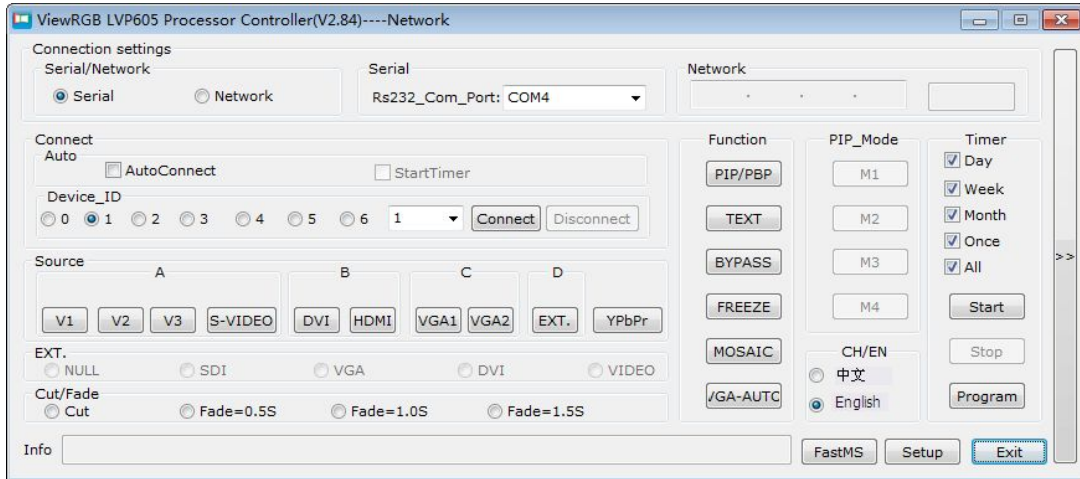 ViewRGB LVP605 Processor Controller(V2.84)----Network
Connection settings
Serial/Network Serial Network
Serial Network Rs232_Com_Port: COM4
Connect Function PIP_Mode Timer
Auto
AutoConnect StartTimer PIP/PBP M1 Day
Week
Device_ID
0 1 2 3 4 5 6 1 Connect Disconnect TEXT M2 Month
Once
Source BYPASS M3 All >>
A B C D
V1 V2 V3 S-VIDEO DVI HDMI VGA1 VGA2 EXT. YPbPr FREEZE M4 Start
EXT. MOSAIC CH/EN Stop
NULL SDI VGA DVI VIDEO 中文
Cut/Fade VGA-AUTO English Program
Cut Fade=0.5S Fade=1.0S Fade=1.5S
Info FastMS Setup Exit